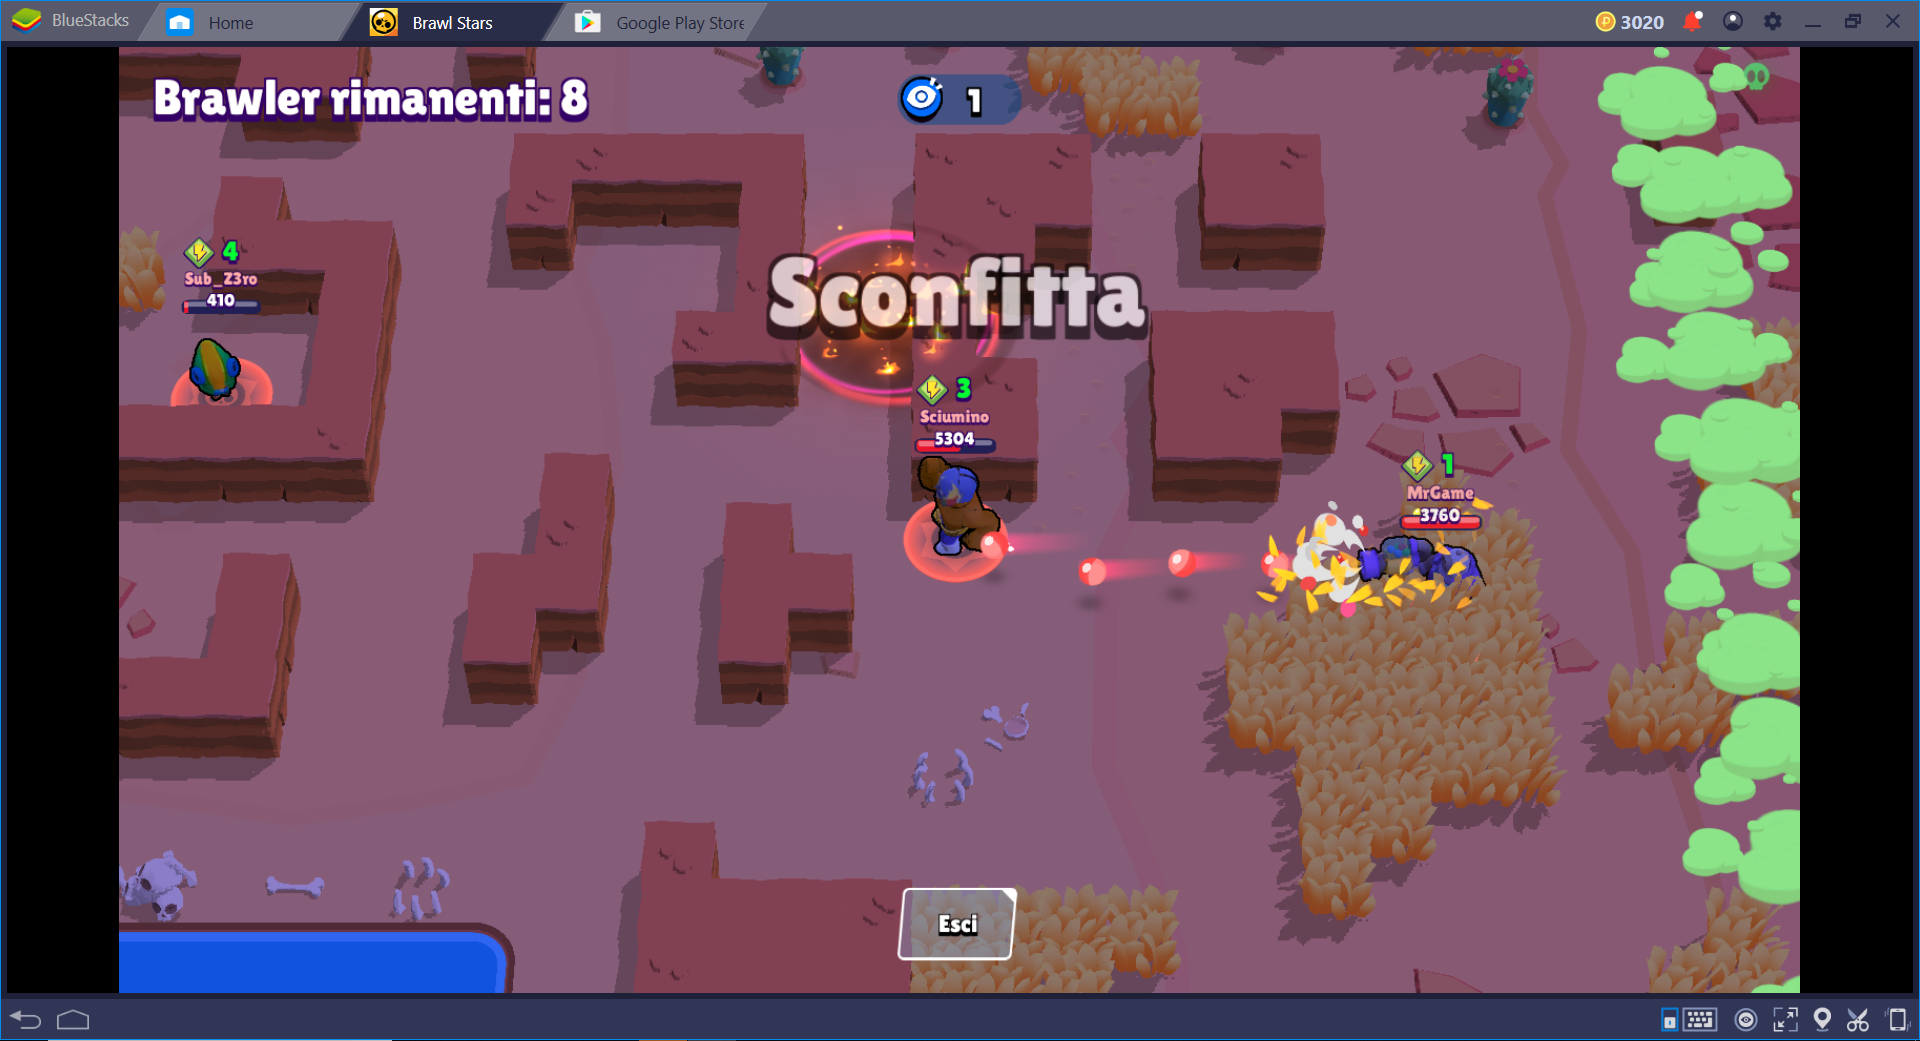 BlueStacks
Home
Brawl Stars
Google Play Store
3020
Brawler rimanenti: 8
1
4
Sub_Z3ro
410
Sconfitta
3
Sciumino
5304
1
MrGame
3760
Esci